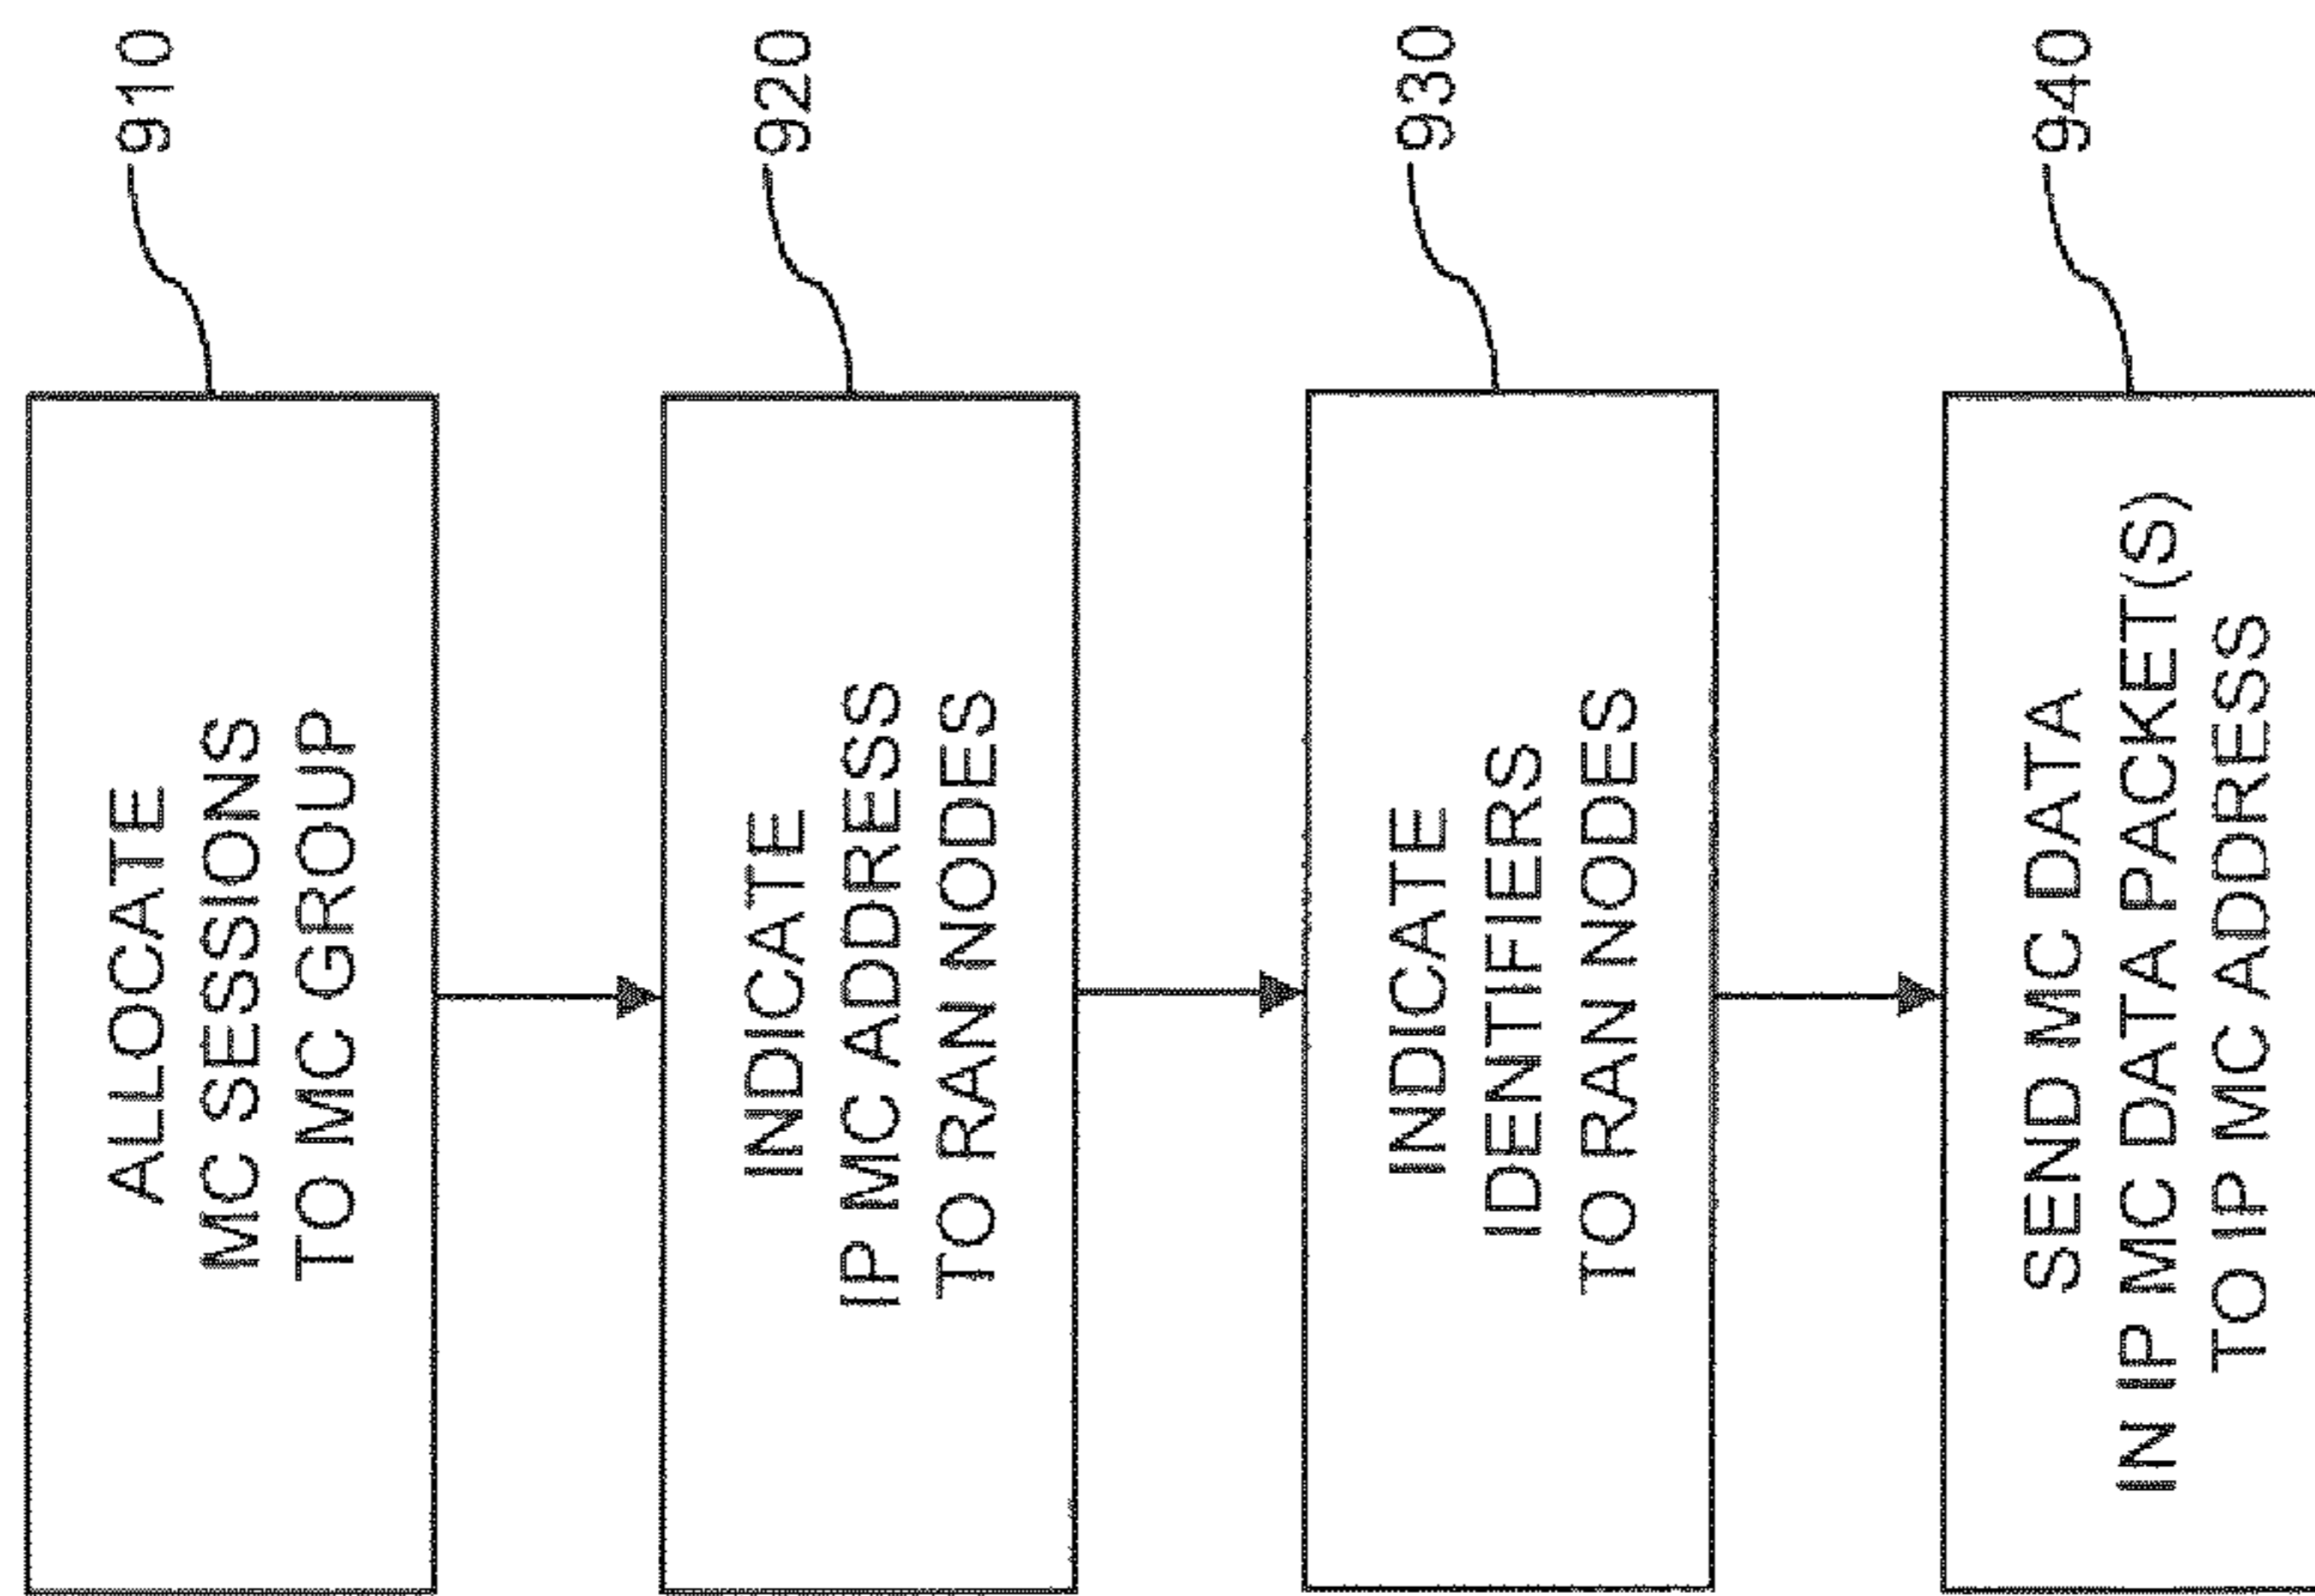 ALLOCATE
MC SESSIONS
TO MC GROUP
910
INDICATE
IP MC ADDRESS
TO RAN NODES
920
INDICATE
IDENTIFIERS
TO RAN NODES
930
SEND MC DATA
IN IP MC DATA PACKET(S)
TO IP MC ADDRESS
940